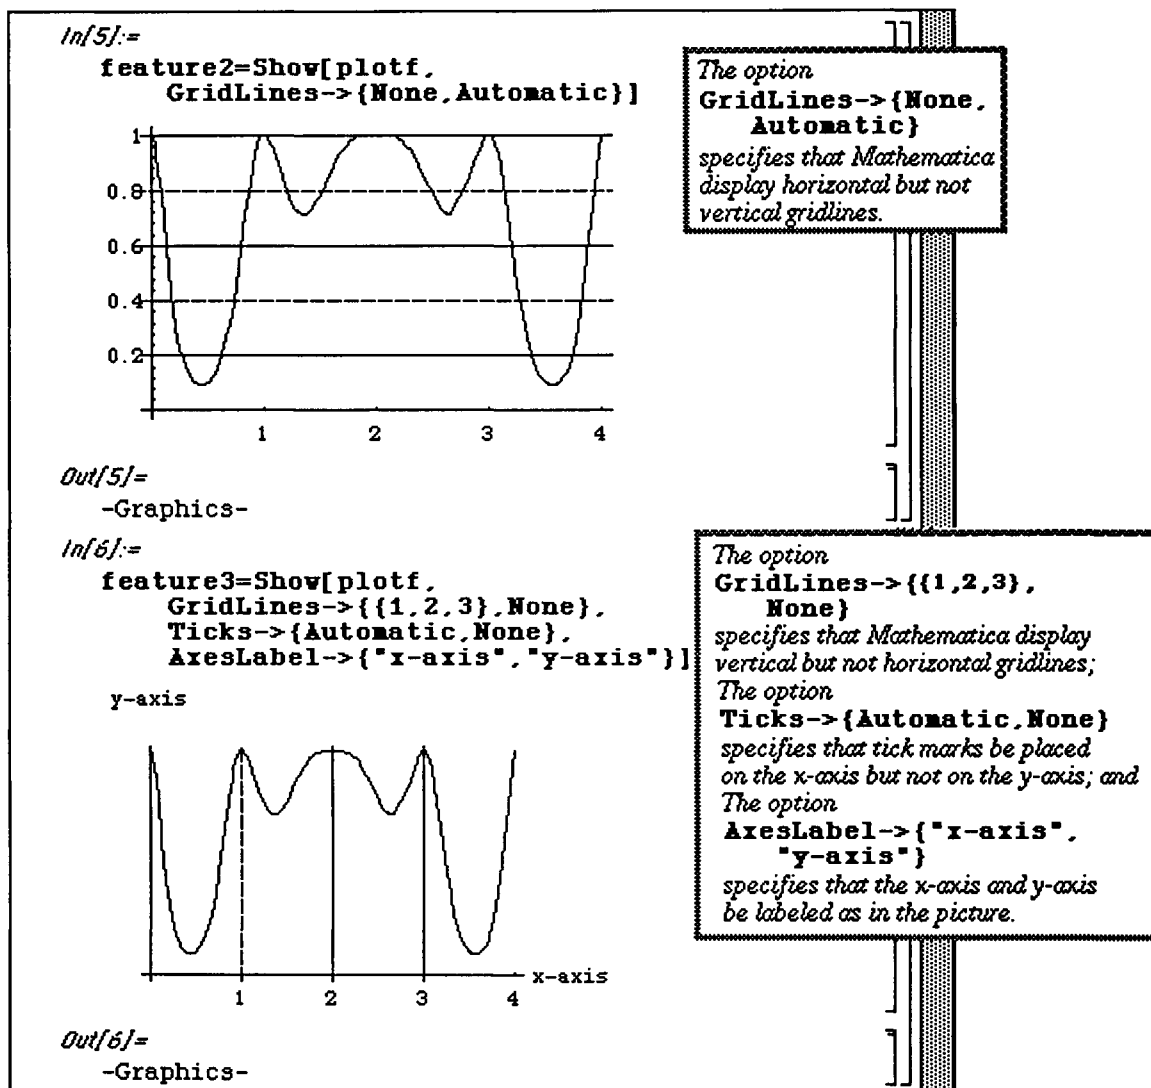 In[5]:=
feature2=Show[plotf,
GridLines->{None,Automatic}]
The option
GridLines->{None,
Automatic}
specifies that Mathematica
display horizontal but not
vertical gridlines.
1
0.8
0.6
0.4
0.2
1 2 3 4
Out[5]=
-Graphics-
In[6]:=
feature3=Show[plotf,
GridLines->{{1,2,3},None},
Ticks->{Automatic,None},
AxesLabel->{"x-axis","y-axis"}]
The option
GridLines->{{1,2,3},
None}
specifies that Mathematica display
vertical but not horizontal gridlines;
The option
Ticks->{Automatic,None}
specifies that tick marks be placed
on the x-axis but not on the y-axis; and
The option
AxesLabel->{"x-axis",
"y-axis"}
specifies that the x-axis and y-axis
be labeled as in the picture.
y-axis
x-axis
1 2 3 4
Out[6]=
-Graphics-